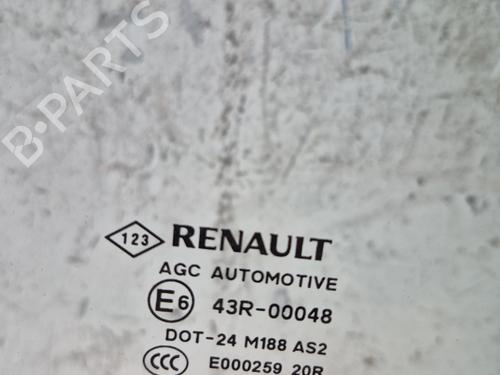 B-PARTS
123 RENAULT
AGC AUTOMOTIVE
E6 43R-00048
DOT-24 M188 AS2
CCC E000259 20R